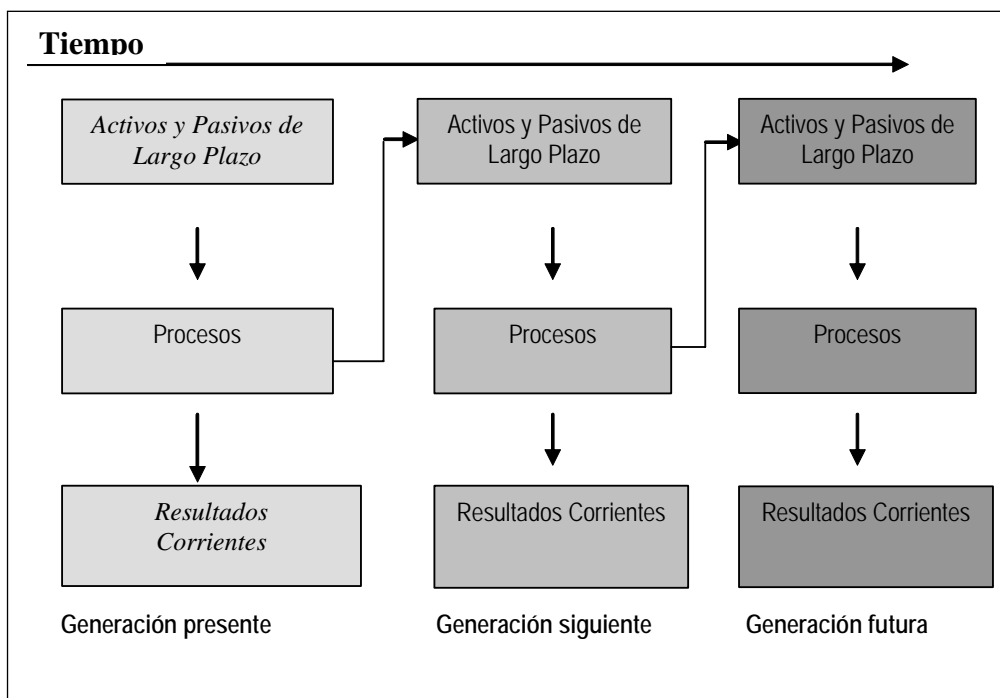 Tiempo
Activos y Pasivos de
Largo Plazo
Activos y Pasivos de
Largo Plazo
Activos y Pasivos de
Largo Plazo
Procesos
Procesos
Procesos
Resultados
Corrientes
Resultados Corrientes
Resultados Corrientes
Generación presente
Generación siguiente
Generación futura